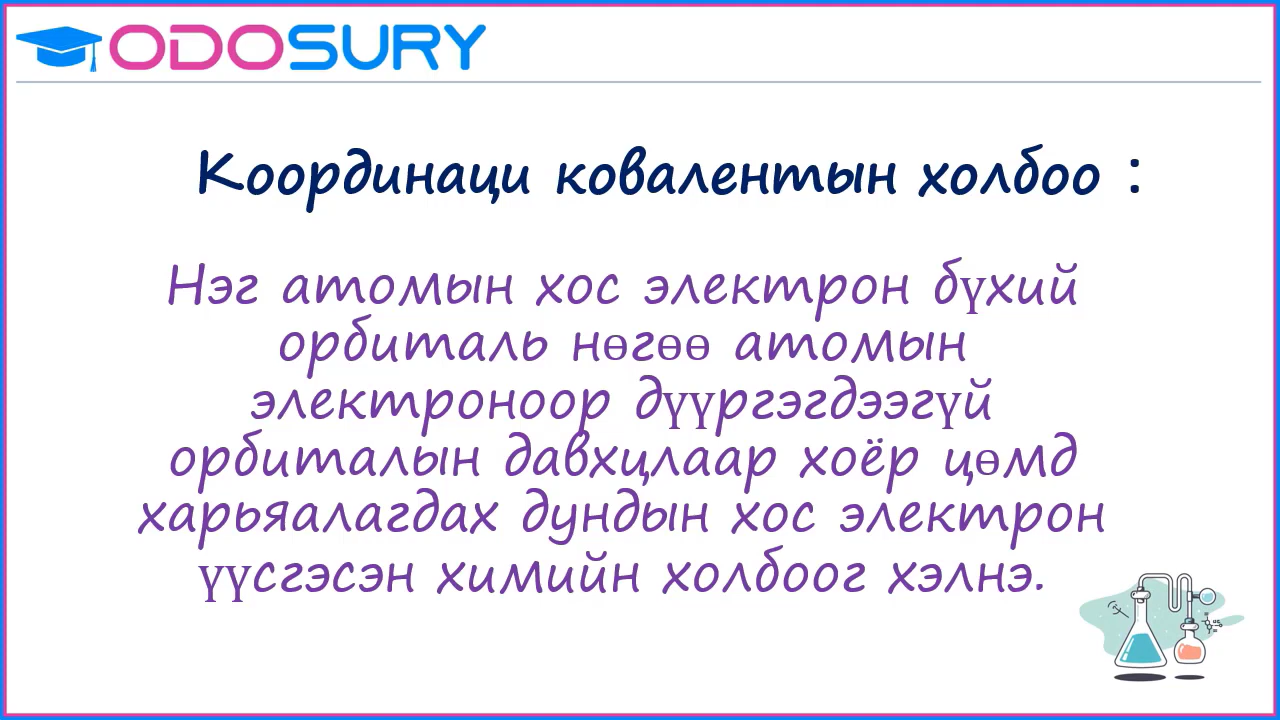 ODOSURY
Координаци ковалентын холбоо :
Нэг атомын хос электрон бүхий
орбиталь нөгөө атомын
электроноор дүүргэгдээгүй
орбиталын давхцлаар хоёр цөмд
харьяалагдах дундын хос электрон
үүсгэсэн химийн холбоог хэлнэ.